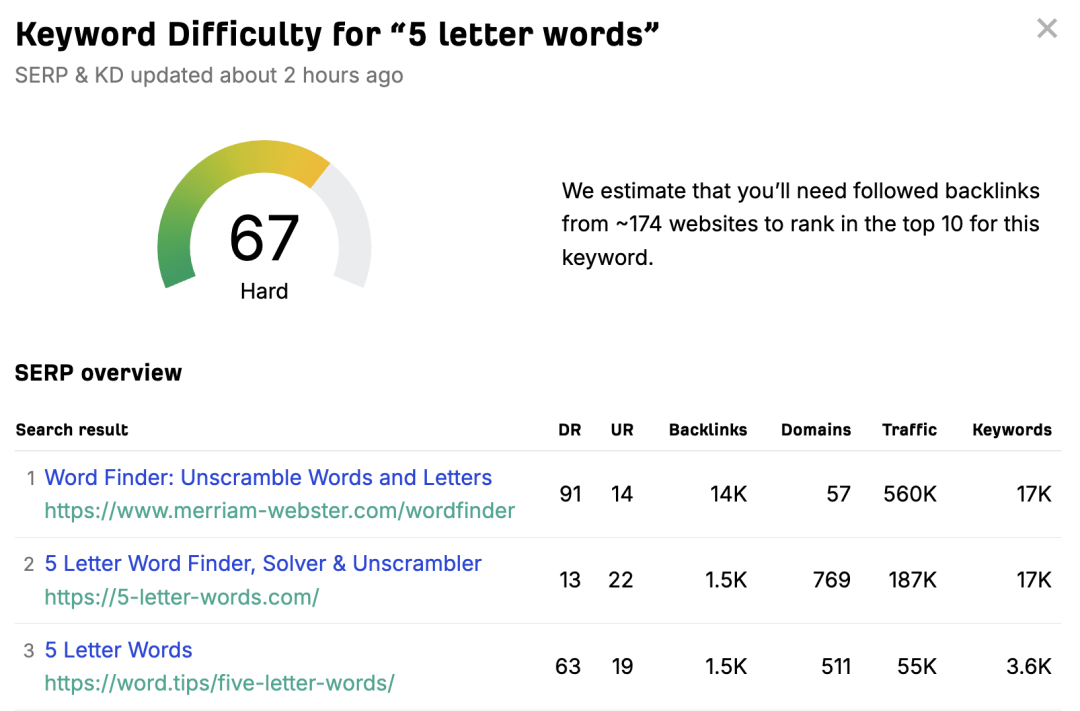 Keyword Difficulty for “5 letter words”
×
SERP & KD updated about 2 hours ago
67
Hard
We estimate that you’ll need followed backlinks
from ~174 websites to rank in the top 10 for this
keyword.
SERP overview
Search result DR UR Backlinks Domains Traffic Keywords
1 Word Finder: Unscramble Words and Letters
https://www.merriam-webster.com/wordfinder
91 14 14K 57 560K 17K
2 5 Letter Word Finder, Solver & Unscrambler
https://5-letter-words.com/
13 22 1.5K 769 187K 17K
3 5 Letter Words
https://word.tips/five-letter-words/
63 19 1.5K 511 55K 3.6K